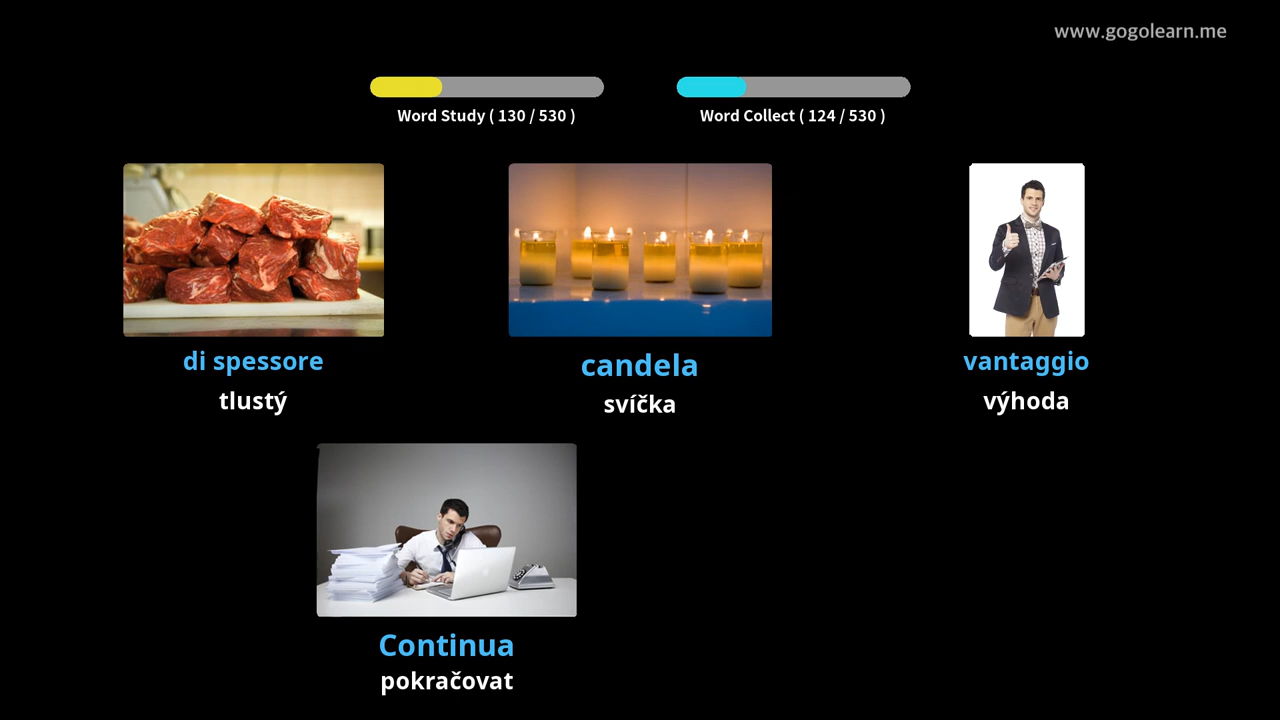 www.gogolearn.me
Word Study ( 130 / 530 )
Word Collect ( 124 / 530 )
di spessore
tlustý
candela
svíčka
vantaggio
výhoda
Continua
pokračovat